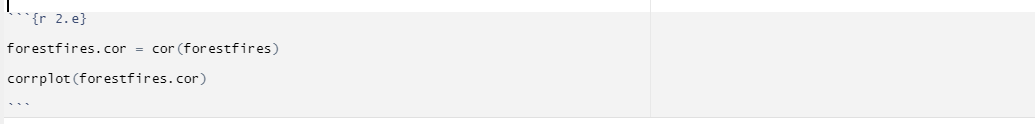 ```{r 2.e}
forestfires.cor = cor(forestfires)
corrplot(forestfires.cor)
```